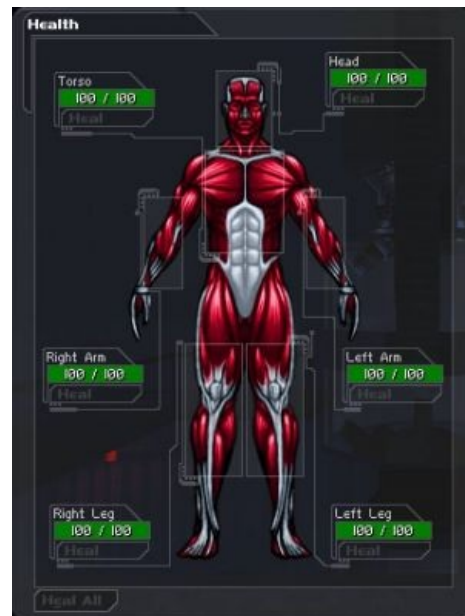 Health
Head
100 / 100
Heal
Torso
100 / 100
Heal
Right Arm
100 / 100
Heal
Left Arm
100 / 100
Heal
Right Leg
100 / 100
Heal
Left Leg
100 / 100
Heal
Heal All